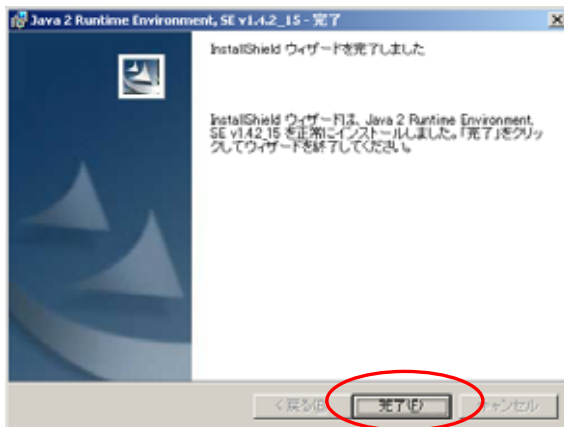 Java 2 Runtime Environment, SE v1.4.2_15 - 完了
InstallShield ウィザードを完了しました
InstallShield ウィザードは、Java 2 Runtime Environment,
SE v1.4.2_15 を正常にインストールしました。「完了」をクリッ
クしてウィザードを終了してください。
< 戻る(B) 完了(F) キャンセル